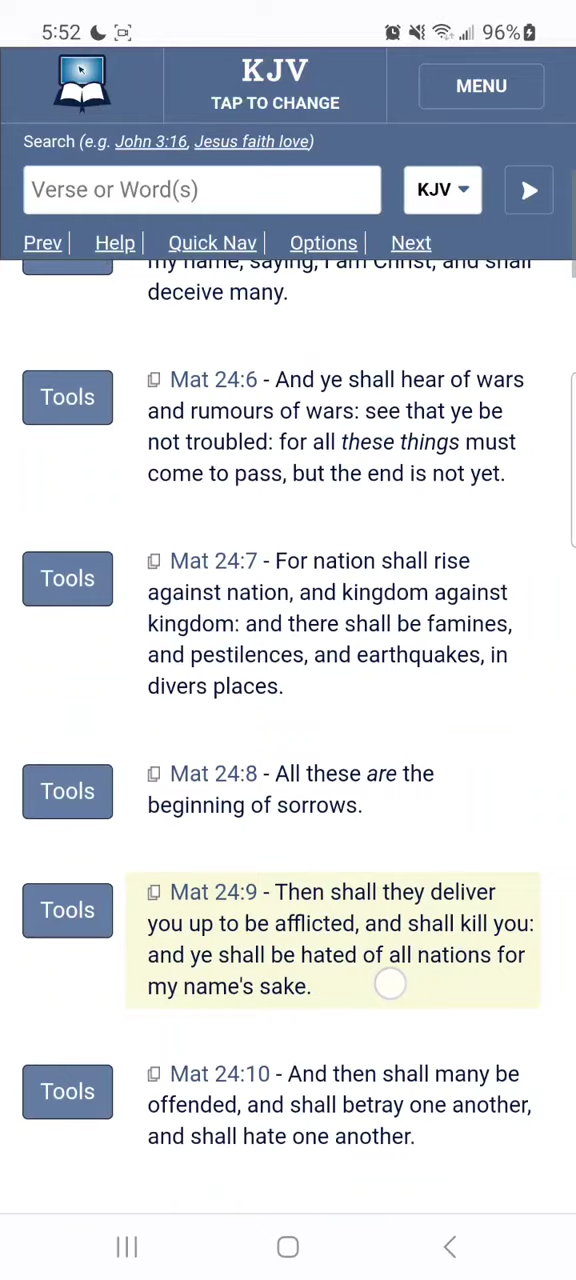 5:52 96%
KJV
TAP TO CHANGE
MENU
Search (e.g. John 3:16, Jesus faith love)
Verse or Word(s) KJV
Prev| Help| Quick Nav| Options| Next
my name, saying, I am Christ, and shall
deceive many.
Tools
Mat 24:6 - And ye shall hear of wars
and rumours of wars: see that ye be
not troubled: for all these things must
come to pass, but the end is not yet.
Tools
Mat 24:7 - For nation shall rise
against nation, and kingdom against
kingdom: and there shall be famines,
and pestilences, and earthquakes, in
divers places.
Tools
Mat 24:8 - All these are the
beginning of sorrows.
Tools
Mat 24:9 - Then shall they deliver
you up to be afflicted, and shall kill you:
and ye shall be hated of all nations for
my name's sake.
Tools
Mat 24:10 - And then shall many be
offended, and shall betray one another,
and shall hate one another.